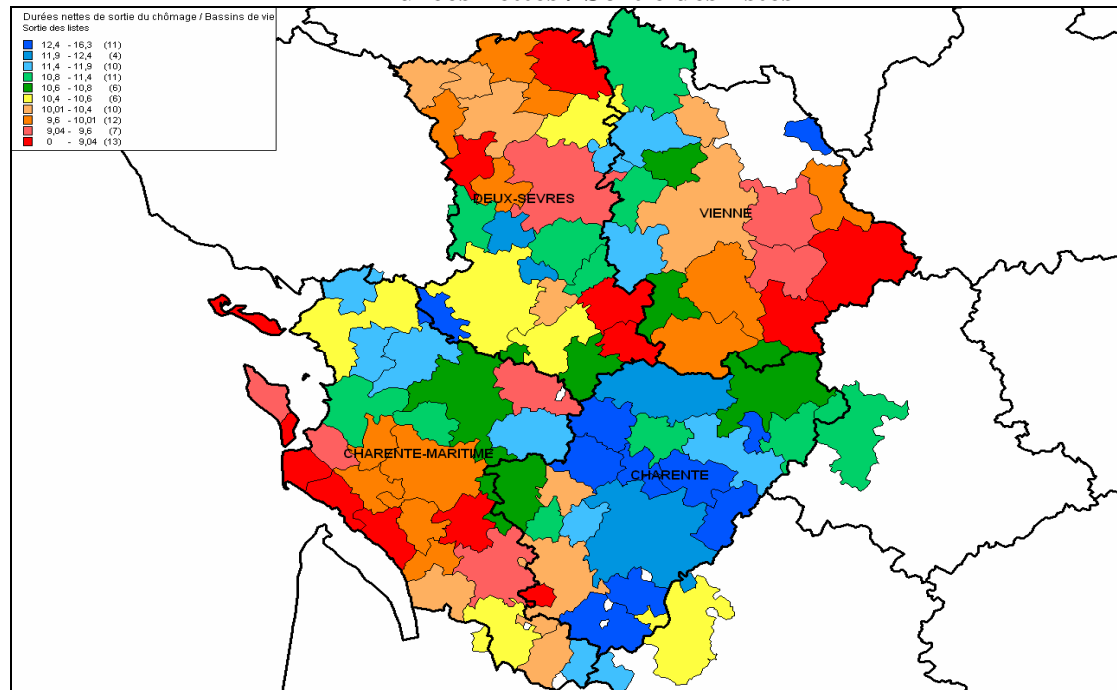 Durées nettes de sortie du chômage / Bassins de vie
Sortie des listes
12,4 - 16,3 (11)
11,9 - 12,4 (4)
11,4 - 11,9 (10)
10,8 - 11,4 (11)
10,6 - 10,8 (6)
10,4 - 10,6 (6)
10,01 - 10,4 (10)
9,6 - 10,01 (12)
9,04 - 9,6 (7)
0 - 9,04 (13)
DEUX-SEVRES
VIENNE
CHARENTE-MARITIME
CHARENTE